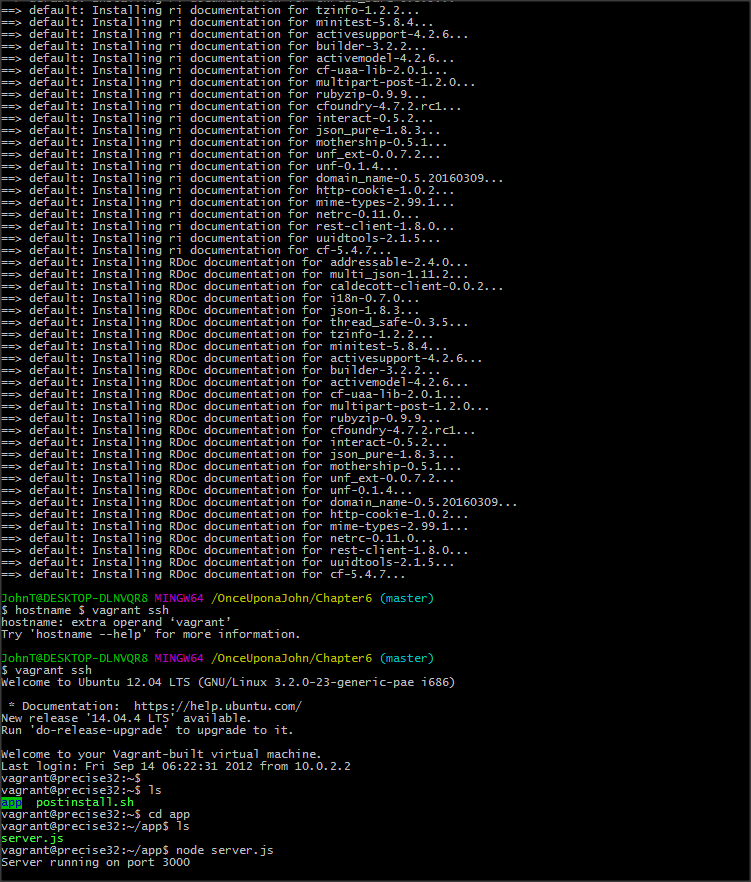 ==> default: Installing ri documentation for tzinfo-1.2.2...
==> default: Installing ri documentation for minitest-5.8.4...
==> default: Installing ri documentation for activesupport-4.2.6...
==> default: Installing ri documentation for builder-3.2.2...
==> default: Installing ri documentation for activemodel-4.2.6...
==> default: Installing ri documentation for cf-uaa-lib-2.0.1...
==> default: Installing ri documentation for multipart-post-1.2.0...
==> default: Installing ri documentation for rubyzip-0.9.9...
==> default: Installing ri documentation for cfoundry-4.7.2.rc1...
==> default: Installing ri documentation for interact-0.5.2...
==> default: Installing ri documentation for json_pure-1.8.3...
==> default: Installing ri documentation for mothership-0.5.1...
==> default: Installing ri documentation for unf_ext-0.0.7.2...
==> default: Installing ri documentation for unf-0.1.4...
==> default: Installing ri documentation for domain_name-0.5.20160309...
==> default: Installing ri documentation for http-cookie-1.0.2...
==> default: Installing ri documentation for mime-types-2.99.1...
==> default: Installing ri documentation for netrc-0.11.0...
==> default: Installing ri documentation for rest-client-1.8.0...
==> default: Installing ri documentation for uuidtools-2.1.5...
==> default: Installing ri documentation for cf-5.4.7...
==> default: Installing RDoc documentation for addressable-2.4.0...
==> default: Installing RDoc documentation for multi_json-1.11.2...
==> default: Installing RDoc documentation for caldecott-client-0.0.2...
==> default: Installing RDoc documentation for i18n-0.7.0...
==> default: Installing RDoc documentation for json-1.8.3...
==> default: Installing RDoc documentation for thread_safe-0.3.5...
==> default: Installing RDoc documentation for tzinfo-1.2.2...
==> default: Installing RDoc documentation for minitest-5.8.4...
==> default: Installing RDoc documentation for activesupport-4.2.6...
==> default: Installing RDoc documentation for builder-3.2.2...
==> default: Installing RDoc documentation for activemodel-4.2.6...
==> default: Installing RDoc documentation for cf-uaa-lib-2.0.1...
==> default: Installing RDoc documentation for multipart-post-1.2.0...
==> default: Installing RDoc documentation for rubyzip-0.9.9...
==> default: Installing RDoc documentation for cfoundry-4.7.2.rc1...
==> default: Installing RDoc documentation for interact-0.5.2...
==> default: Installing RDoc documentation for json_pure-1.8.3...
==> default: Installing RDoc documentation for mothership-0.5.1...
==> default: Installing RDoc documentation for unf_ext-0.0.7.2...
==> default: Installing RDoc documentation for unf-0.1.4...
==> default: Installing RDoc documentation for domain_name-0.5.20160309...
==> default: Installing RDoc documentation for http-cookie-1.0.2...
==> default: Installing RDoc documentation for mime-types-2.99.1...
==> default: Installing RDoc documentation for netrc-0.11.0...
==> default: Installing RDoc documentation for rest-client-1.8.0...
==> default: Installing RDoc documentation for uuidtools-2.1.5...
==> default: Installing RDoc documentation for cf-5.4.7...
JohnT@DESKTOP-DLNVQR8 MINGW64 /OnceUponaJohn/Chapter6 (master)
$ hostname $ vagrant ssh
hostname: extra operand ‘vagrant’
Try 'hostname --help' for more information.
JohnT@DESKTOP-DLNVQR8 MINGW64 /OnceUponaJohn/Chapter6 (master)
$ vagrant ssh
Welcome to Ubuntu 12.04 LTS (GNU/Linux 3.2.0-23-generic-pae i686)
* Documentation:  https://help.ubuntu.com/
New release '14.04.4 LTS' available.
Run 'do-release-upgrade' to upgrade to it.
Welcome to your Vagrant-built virtual machine.
Last login: Fri Sep 14 06:22:31 2012 from 10.0.2.2
vagrant@precise32:~$
vagrant@precise32:~$ ls
app  postinstall.sh
vagrant@precise32:~$ cd app
vagrant@precise32:~/app$ ls
server.js
vagrant@precise32:~/app$ node server.js
Server running on port 3000